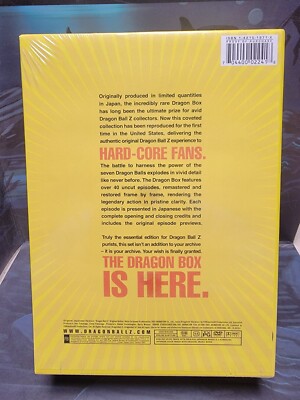 Originally produced in limited quantities
in Japan, the incredibly rare Dragon Box
has long been the ultimate prize for avid
Dragon Ball Z collectors. Now this coveted
collection has been reproduced for the first
time in the United States, delivering the
authentic original Dragon Ball Z experience to
HARD-CORE FANS.
The battle to harness the power of the
seven Dragon Balls explodes in vivid detail
like never before. The Dragon Box features
over 40 uncut episodes, remastered and
restored frame by frame, rendering the
legendary action in pristine clarity. Each
episode is presented in Japanese with the
complete opening and closing credits and
includes the original episode previews.
Truly the essential edition for Dragon Ball Z
purists, this set isn't an addition to your archive
– it is your archive. Your wish is finally granted.
THE DRAGON BOX
IS HERE.
WWW.DRAGONBALLZ.COM
DVD